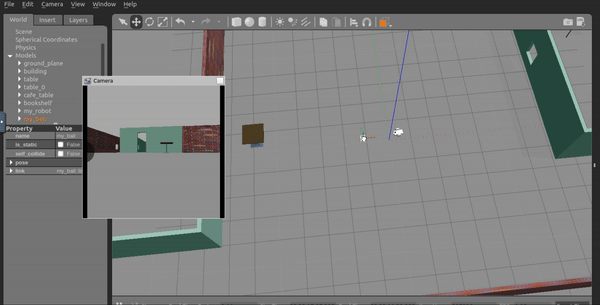 File Edit Camera View Window Help
World Insert Layers
Scene
Spherical Coordinates
Physics
Models
ground_plane
building
table
table_0
cafe_table
bookshelf
my_robot
my_ball
Camera
Property Value
name my_ball
is_static False
self_collide False
pose
link my_ball